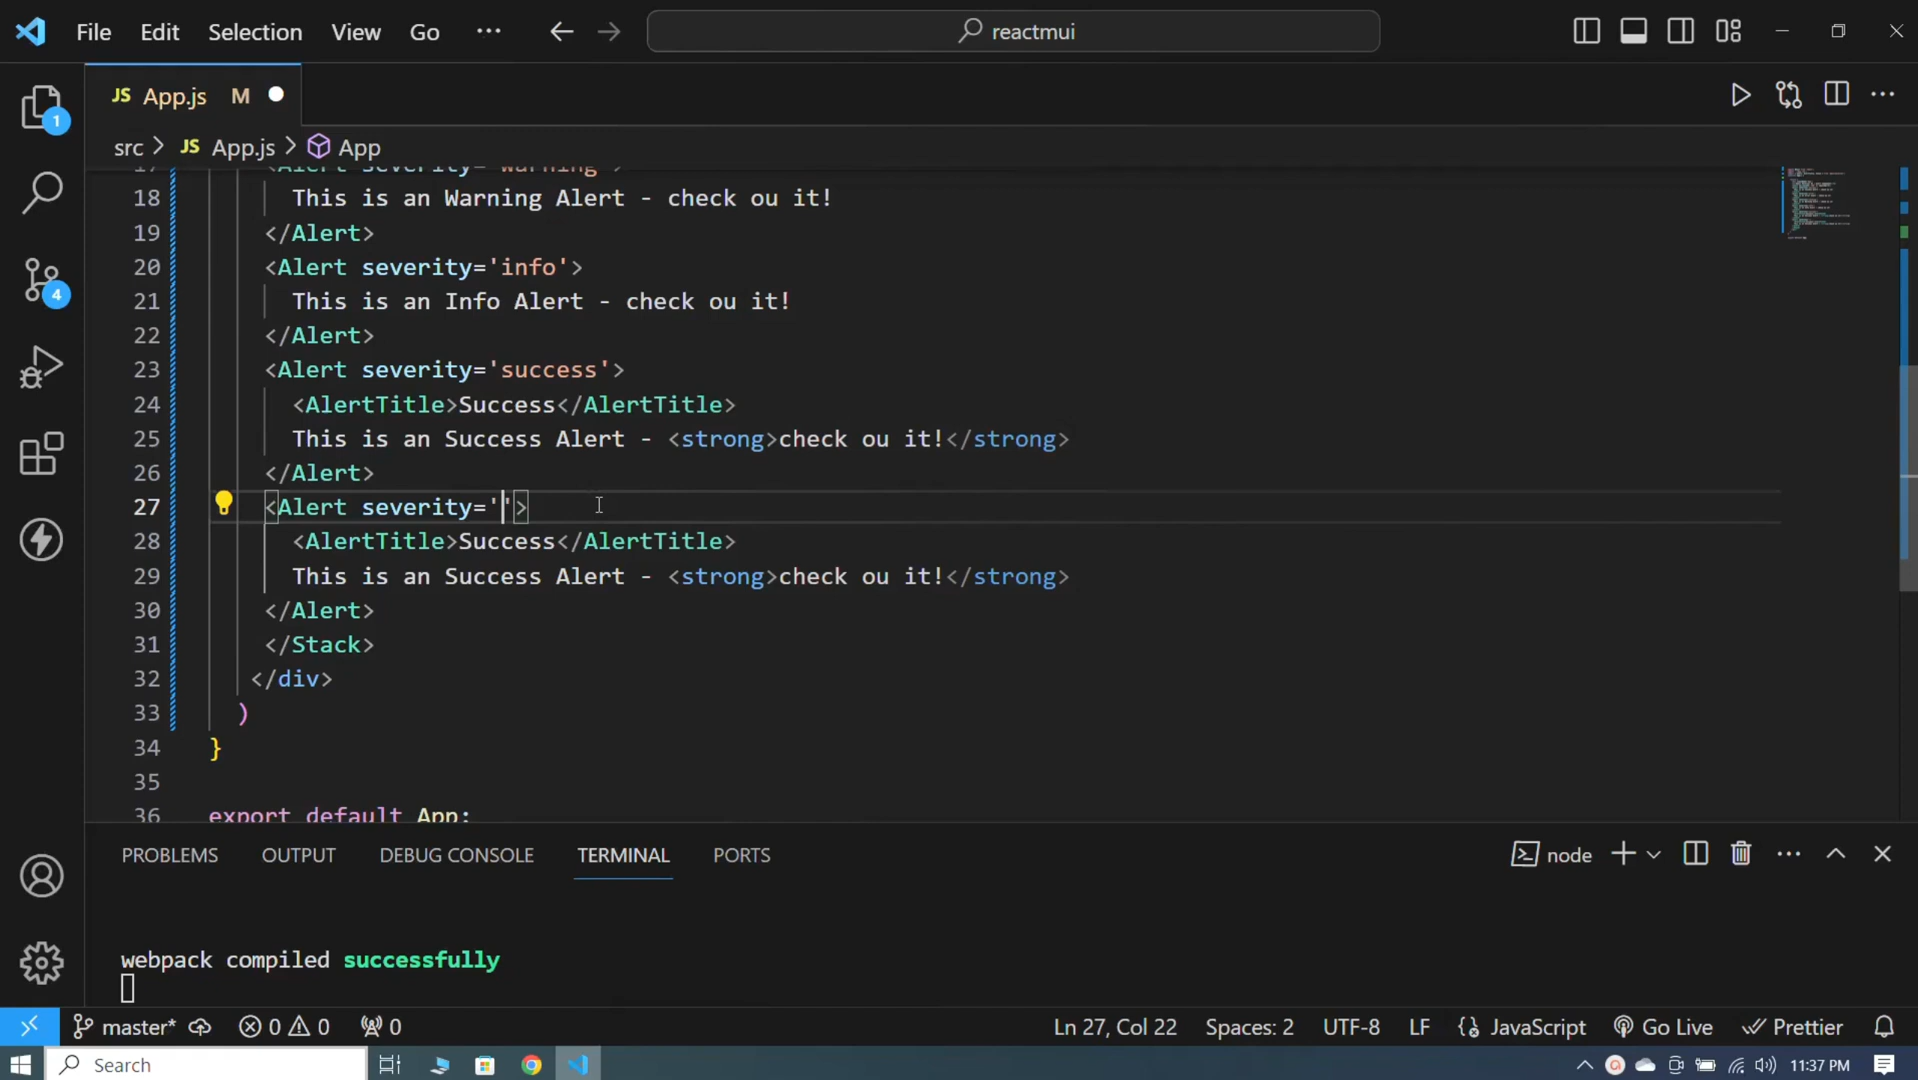 File Edit Selection View Go ··· reactmui
JS App.js M
src > JS App.js > App
17 <Alert severity='warning'>
18 This is an Warning Alert - check ou it!
19 </Alert>
20 <Alert severity='info'>
21 This is an Info Alert - check ou it!
22 </Alert>
23 <Alert severity='success'>
24 <AlertTitle>Success</AlertTitle>
25 This is an Success Alert - <strong>check ou it!</strong>
26 </Alert>
27 <Alert severity=''>
28 <AlertTitle>Success</AlertTitle>
29 This is an Success Alert - <strong>check ou it!</strong>
30 </Alert>
31 </Stack>
32 </div>
33 )
34 }
35
36 export default App;
1
4
PROBLEMS OUTPUT DEBUG CONSOLE TERMINAL PORTS node
webpack compiled successfully
master* 0 0 0 Ln 27, Col 22 Spaces: 2 UTF-8 LF {} JavaScript Go Live Prettier
Search 11:37 PM